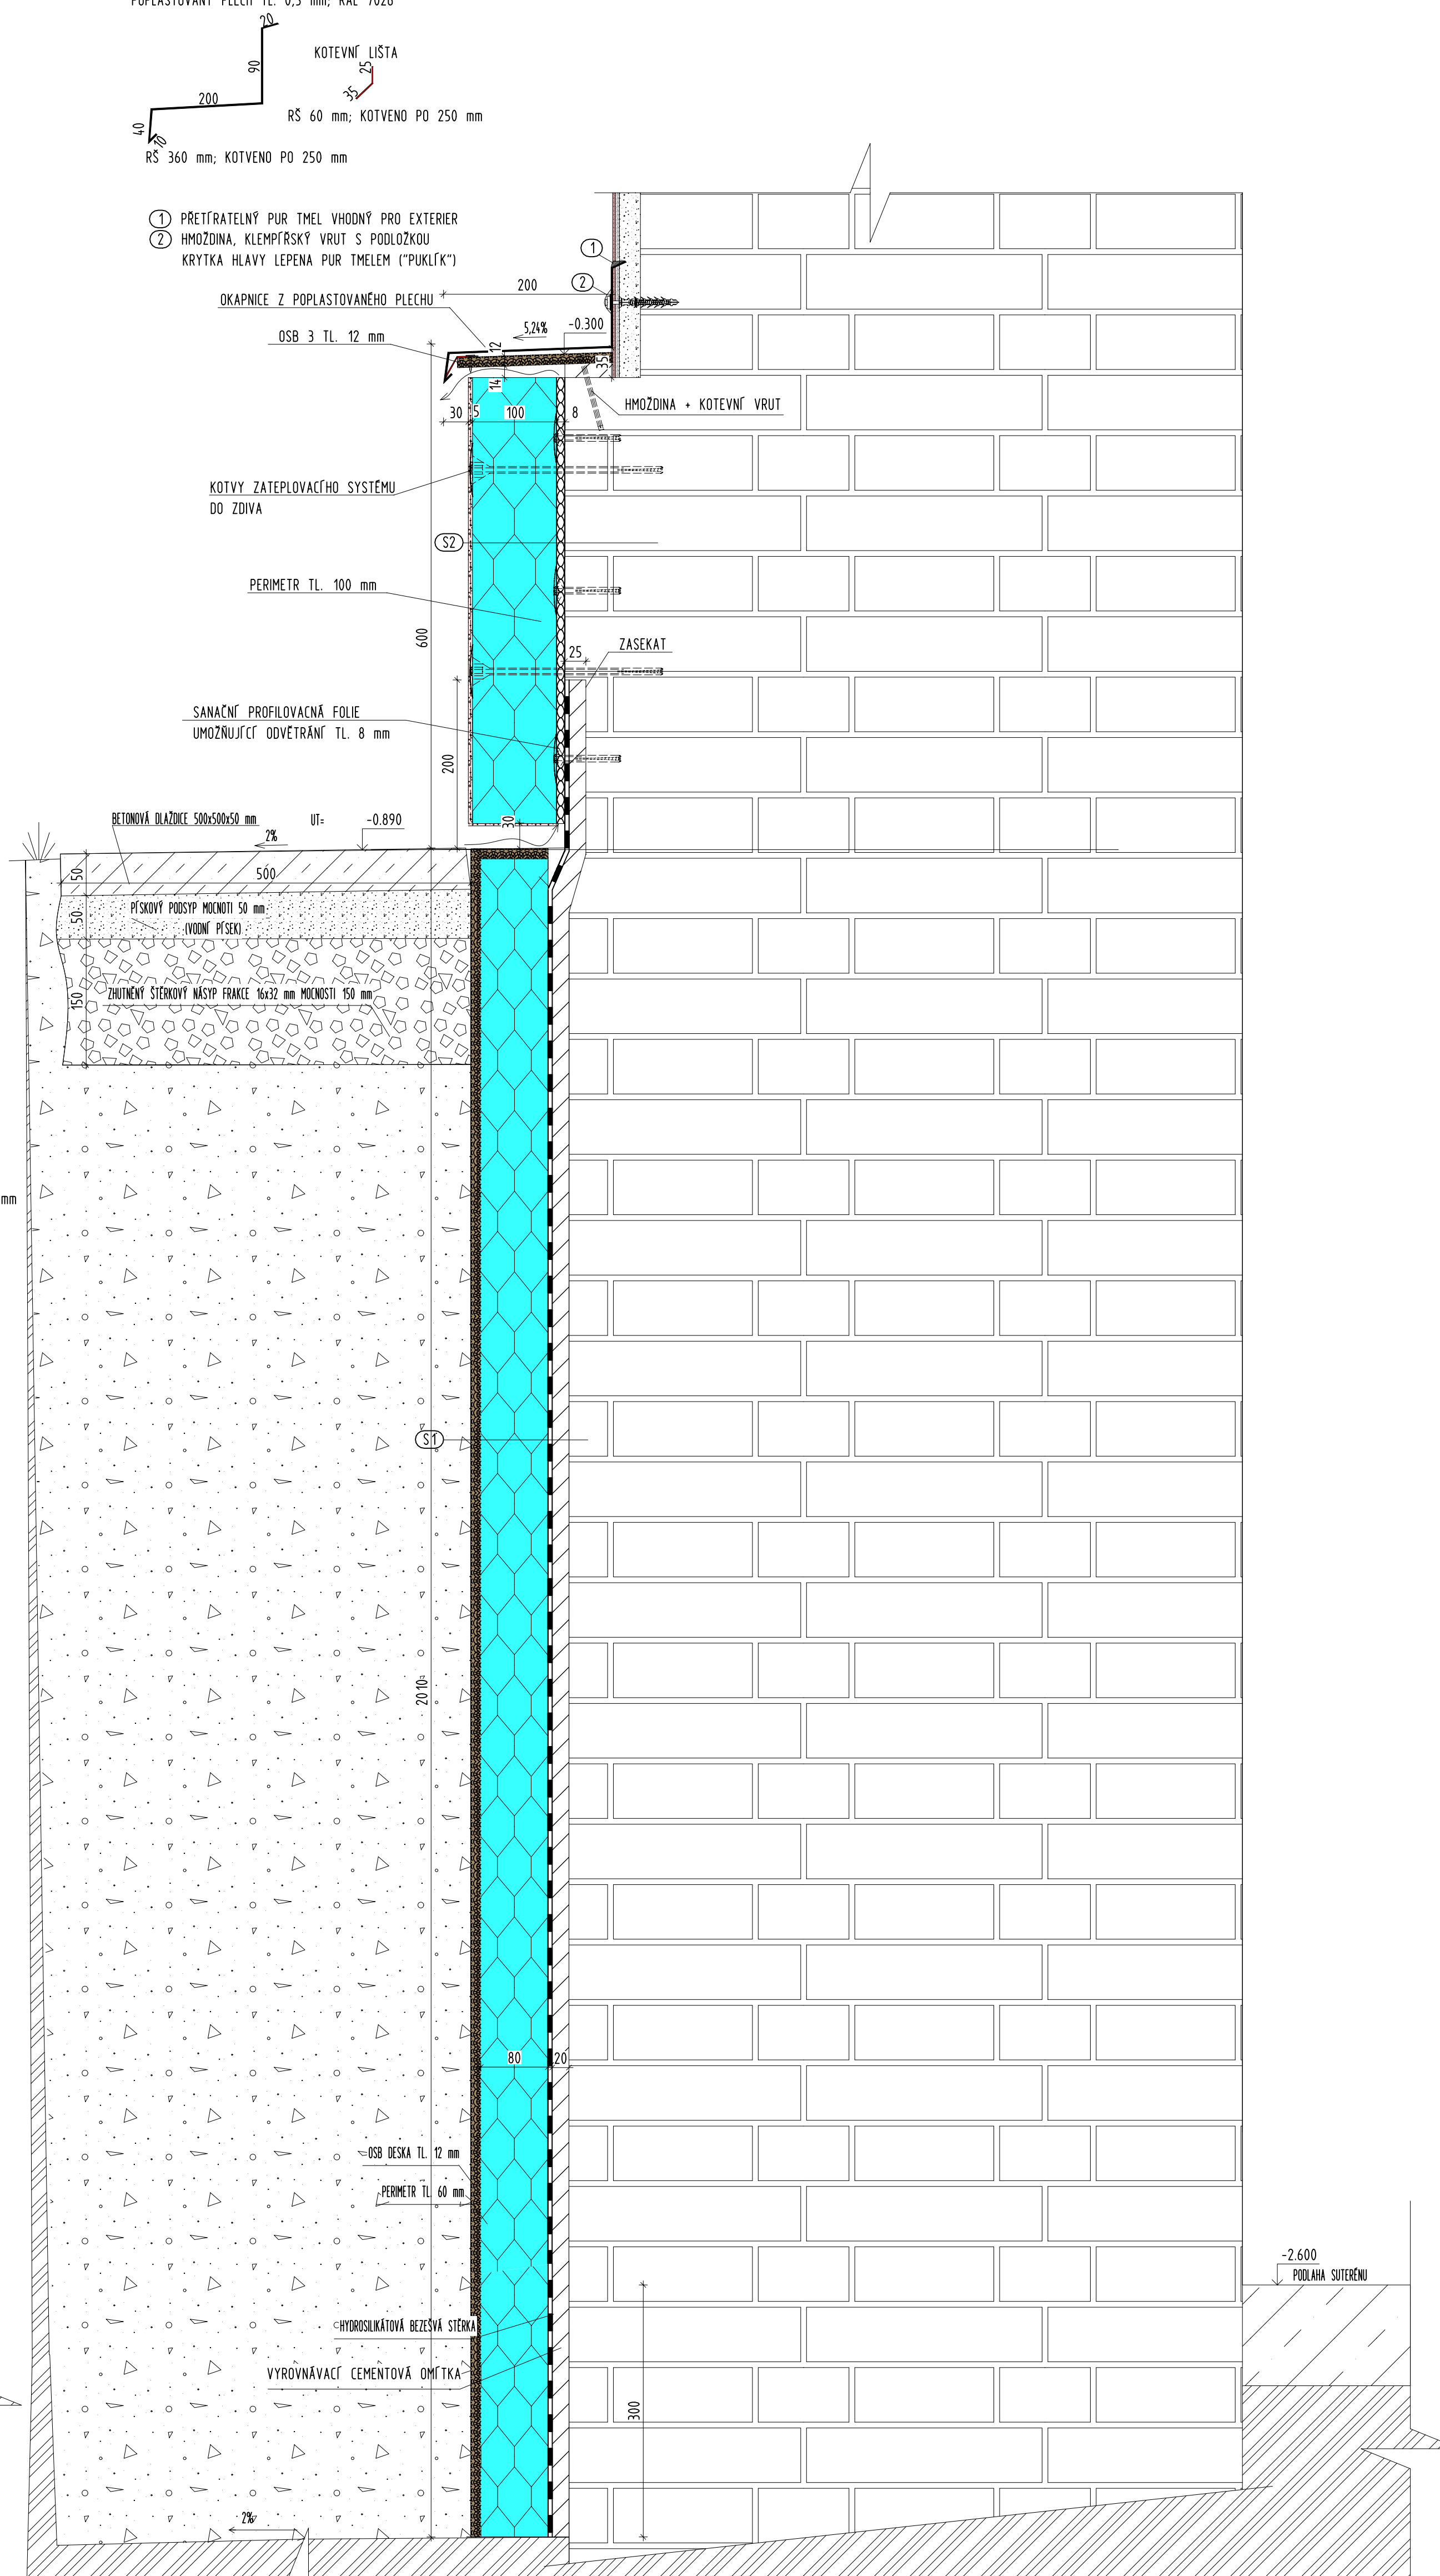 POPLASTOVANÝ PLECH TL. 0,5 mm; RAL 7028
20
90
200
40
10
RŠ 360 mm; KOTVENO PO 250 mm
KOTEVNÍ LIŠTA
25
35
RŠ 60 mm; KOTVENO PO 250 mm
1 PŘETÍRATELNÝ PUR TMEL VHODNÝ PRO EXTERIER
2 HMOŽDINA, KLEMPÍŘSKÝ VRUT S PODLOŽKOU
KRYTKA HLAVY LEPENA PUR TMELEM ("PUKLÍK")
1
2
200
OKAPNICE Z POPLASTOVANÉHO PLECHU
5,24%
-0.300
OSB 3 TL. 12 mm
12
35
14
30
5
100
8
HMOŽDINA + KOTEVNÍ VRUT
KOTVY ZATEPLOVACÍHO SYSTÉMU
DO ZDIVA
S2
PERIMETR TL. 100 mm
600
ZASEKAT
25
SANAČNÍ PROFILOVACNÁ FOLIE
UMOŽŇUJÍCÍ ODVĚTRÁNÍ TL. 8 mm
200
30
BETONOVÁ DLAŽDICE 500x500x50 mm
UT=
-0.890
2%
50
500
50
PÍSKOVÝ PODSYP MOCNOTI 50 mm
(VODNÍ PÍSEK)
150
ZHUTNĚNÝ ŠTĚRKOVÝ NÁSYP FRAKCE 16x32 mm MOCNOSTI 150 mm
mm
S1
2010
80
20
OSB DESKA TL. 12 mm
PERIMETR TL 60 mm
-2.600
PODLAHA SUTERÉNU
HYDROSILIKÁTOVÁ BEZEŠVÁ STĚRKA
VYROVNÁVACÍ CEMENTOVÁ OMÍTKA
300
2%